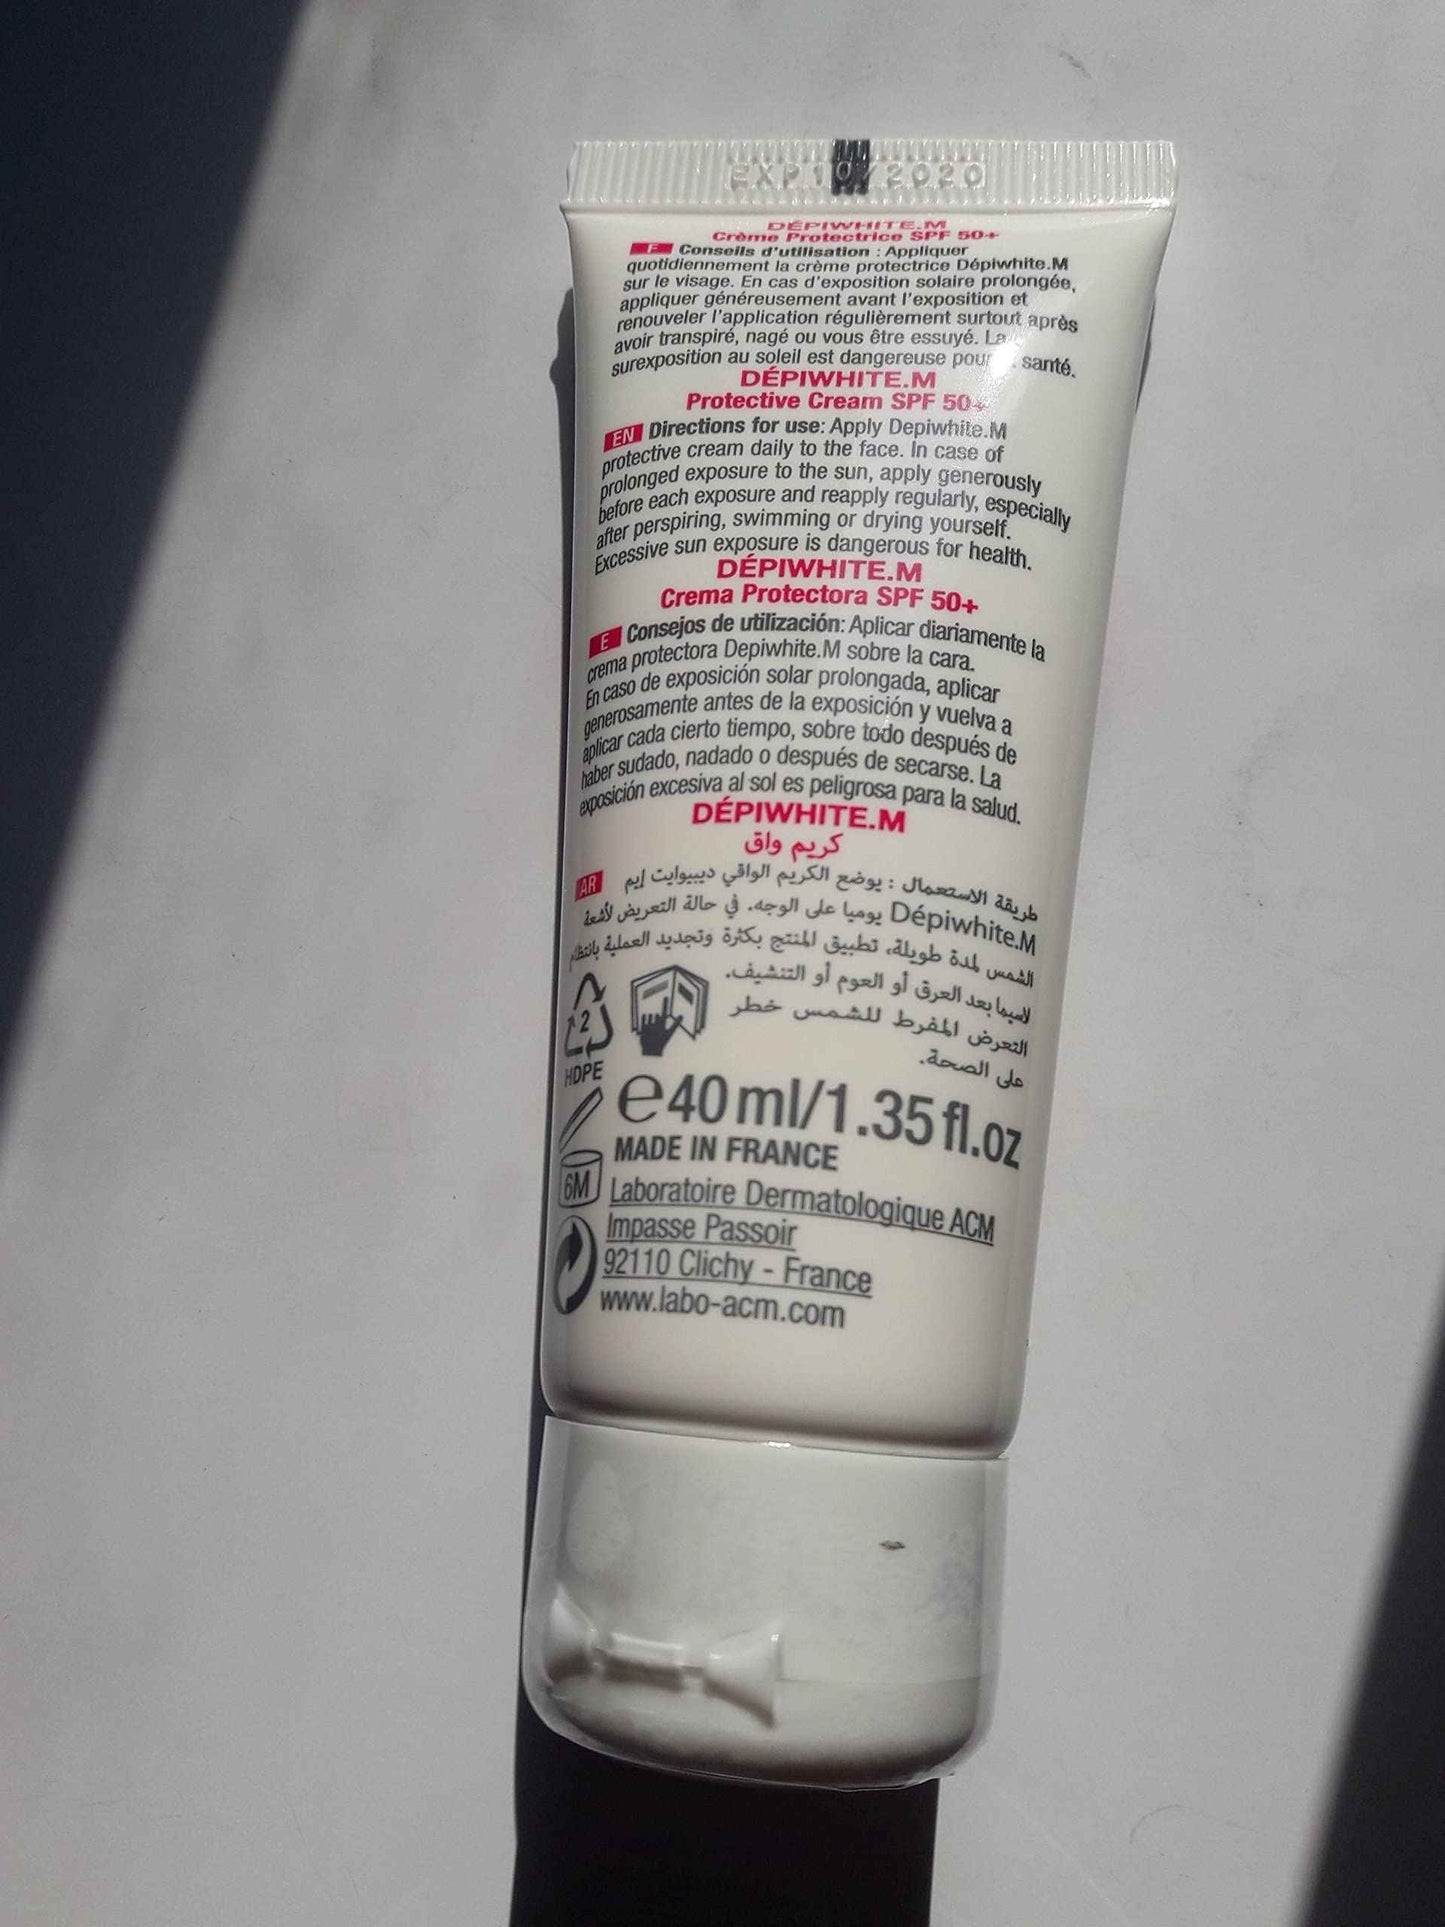 EXP 10/2020
DÉPIWHITE.M
Crème Protectrice SPF 50+
F Conseils d'utilisation : Appliquer
quotidiennement la crème protectrice Dépiwhite.M
sur le visage. En cas d'exposition solaire prolongée,
appliquer généreusement avant l'exposition et
renouveler l'application régulièrement surtout après
avoir transpiré, nagé ou vous être essuyé. La
surexposition au soleil est dangereuse pour santé.
DÉPIWHITE.M
Protective Cream SPF 50+
EN Directions for use: Apply Depiwhite.M
protective cream daily to the face. In case of
prolonged exposure to the sun, apply generously
before each exposure and reapply regularly, especially
after perspiring, swimming or drying yourself.
Excessive sun exposure is dangerous for health.
DÉPIWHITE.M
Crema Protectora SPF 50+
E Consejos de utilización: Aplicar diariamente la
crema protectora Depiwhite.M sobre la cara.
En caso de exposición solar prolongada, aplicar
generosamente antes de la exposición y vuelva a
aplicar cada cierto tiempo, sobre todo después de
haber sudado, nadado o después de secarse. La
exposición excesiva al sol es peligrosa para la salud.
DÉPIWHITE.M
كريم واق
AR طريقة الاستعمال : يوضع الكريم الواقي ديبيوايت إيم
Dépiwhite.M يوميا على الوجه. في حالة التعريض لأشعة
الشمس لمدة طويلة، تطبيق المنتج بكثرة وتجديد العملية بانتظام
لاسيما بعد العرق أو العوم أو التنشيف.
التعرض المفرط للشمس خطر
على الصحة.
2
HDPE
e40 ml/1.35 fl.oz
MADE IN FRANCE
6M
Laboratoire Dermatologique ACM
Impasse Passoir
92110 Clichy - France
www.labo-acm.com